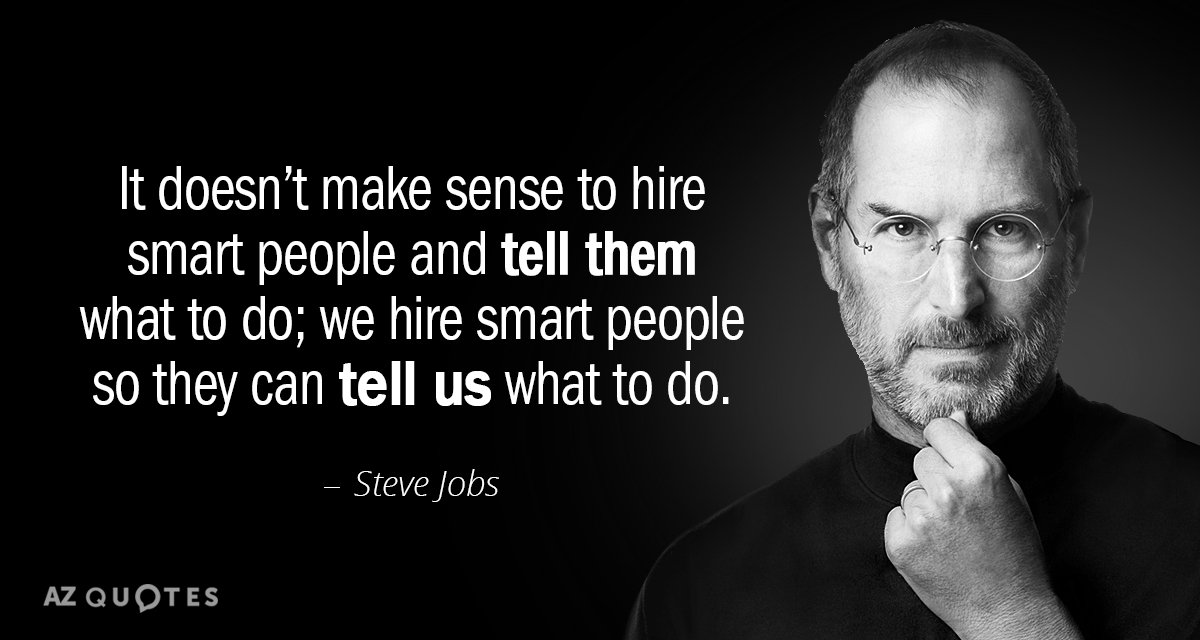 It doesn’t make sense to hire
smart people and tell them
what to do; we hire smart people
so they can tell us what to do.
– Steve Jobs
AZ QUOTES